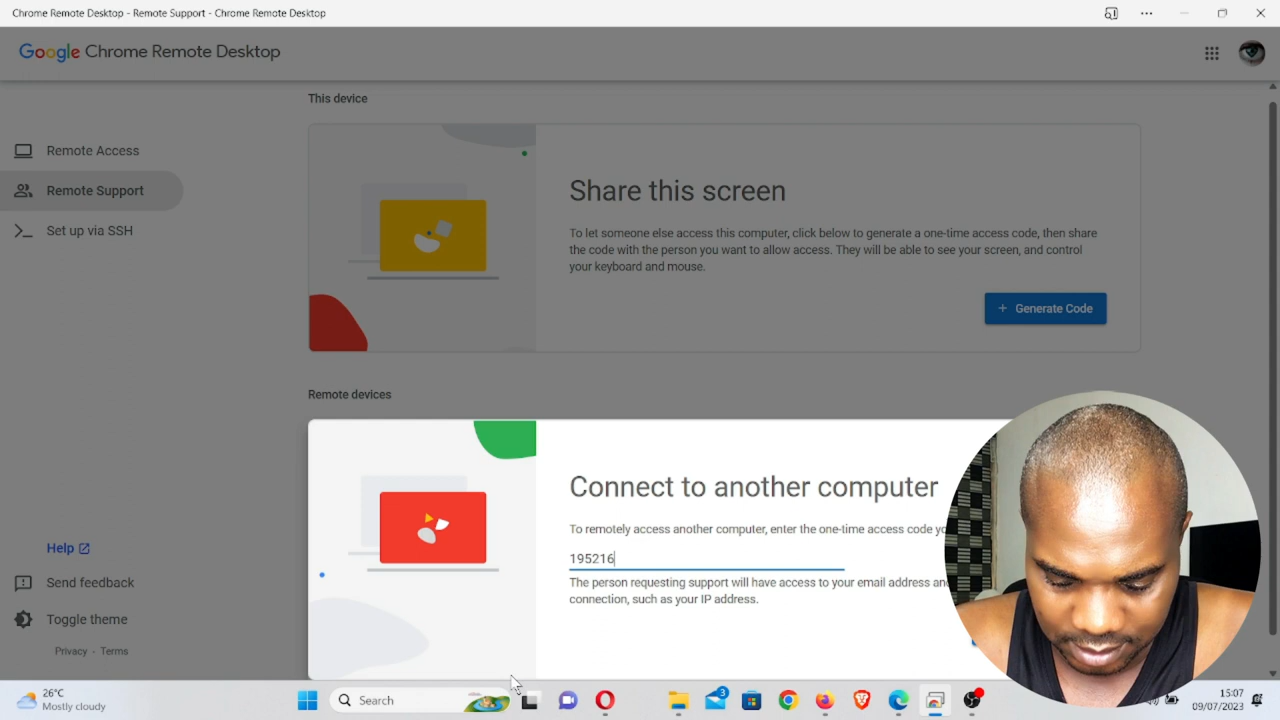 Chrome Remote Desktop - Remote Support - Chrome Remote Desktop
Google Chrome Remote Desktop
This device
Remote Access
Remote Support
Set up via SSH
Share this screen
To let someone else access this computer, click below to generate a one-time access code, then share
the code with the person you want to allow access. They will be able to see your screen, and control
your keyboard and mouse.
+ Generate Code
Remote devices
Connect to another computer
To remotely access another computer, enter the one-time access code
195216
The person requesting support will have access to your email address
connection, such as your IP address.
Help
Send feedback
Toggle theme
Privacy · Terms
26°C
Mostly cloudy
Search
3
15:07
09/07/2023